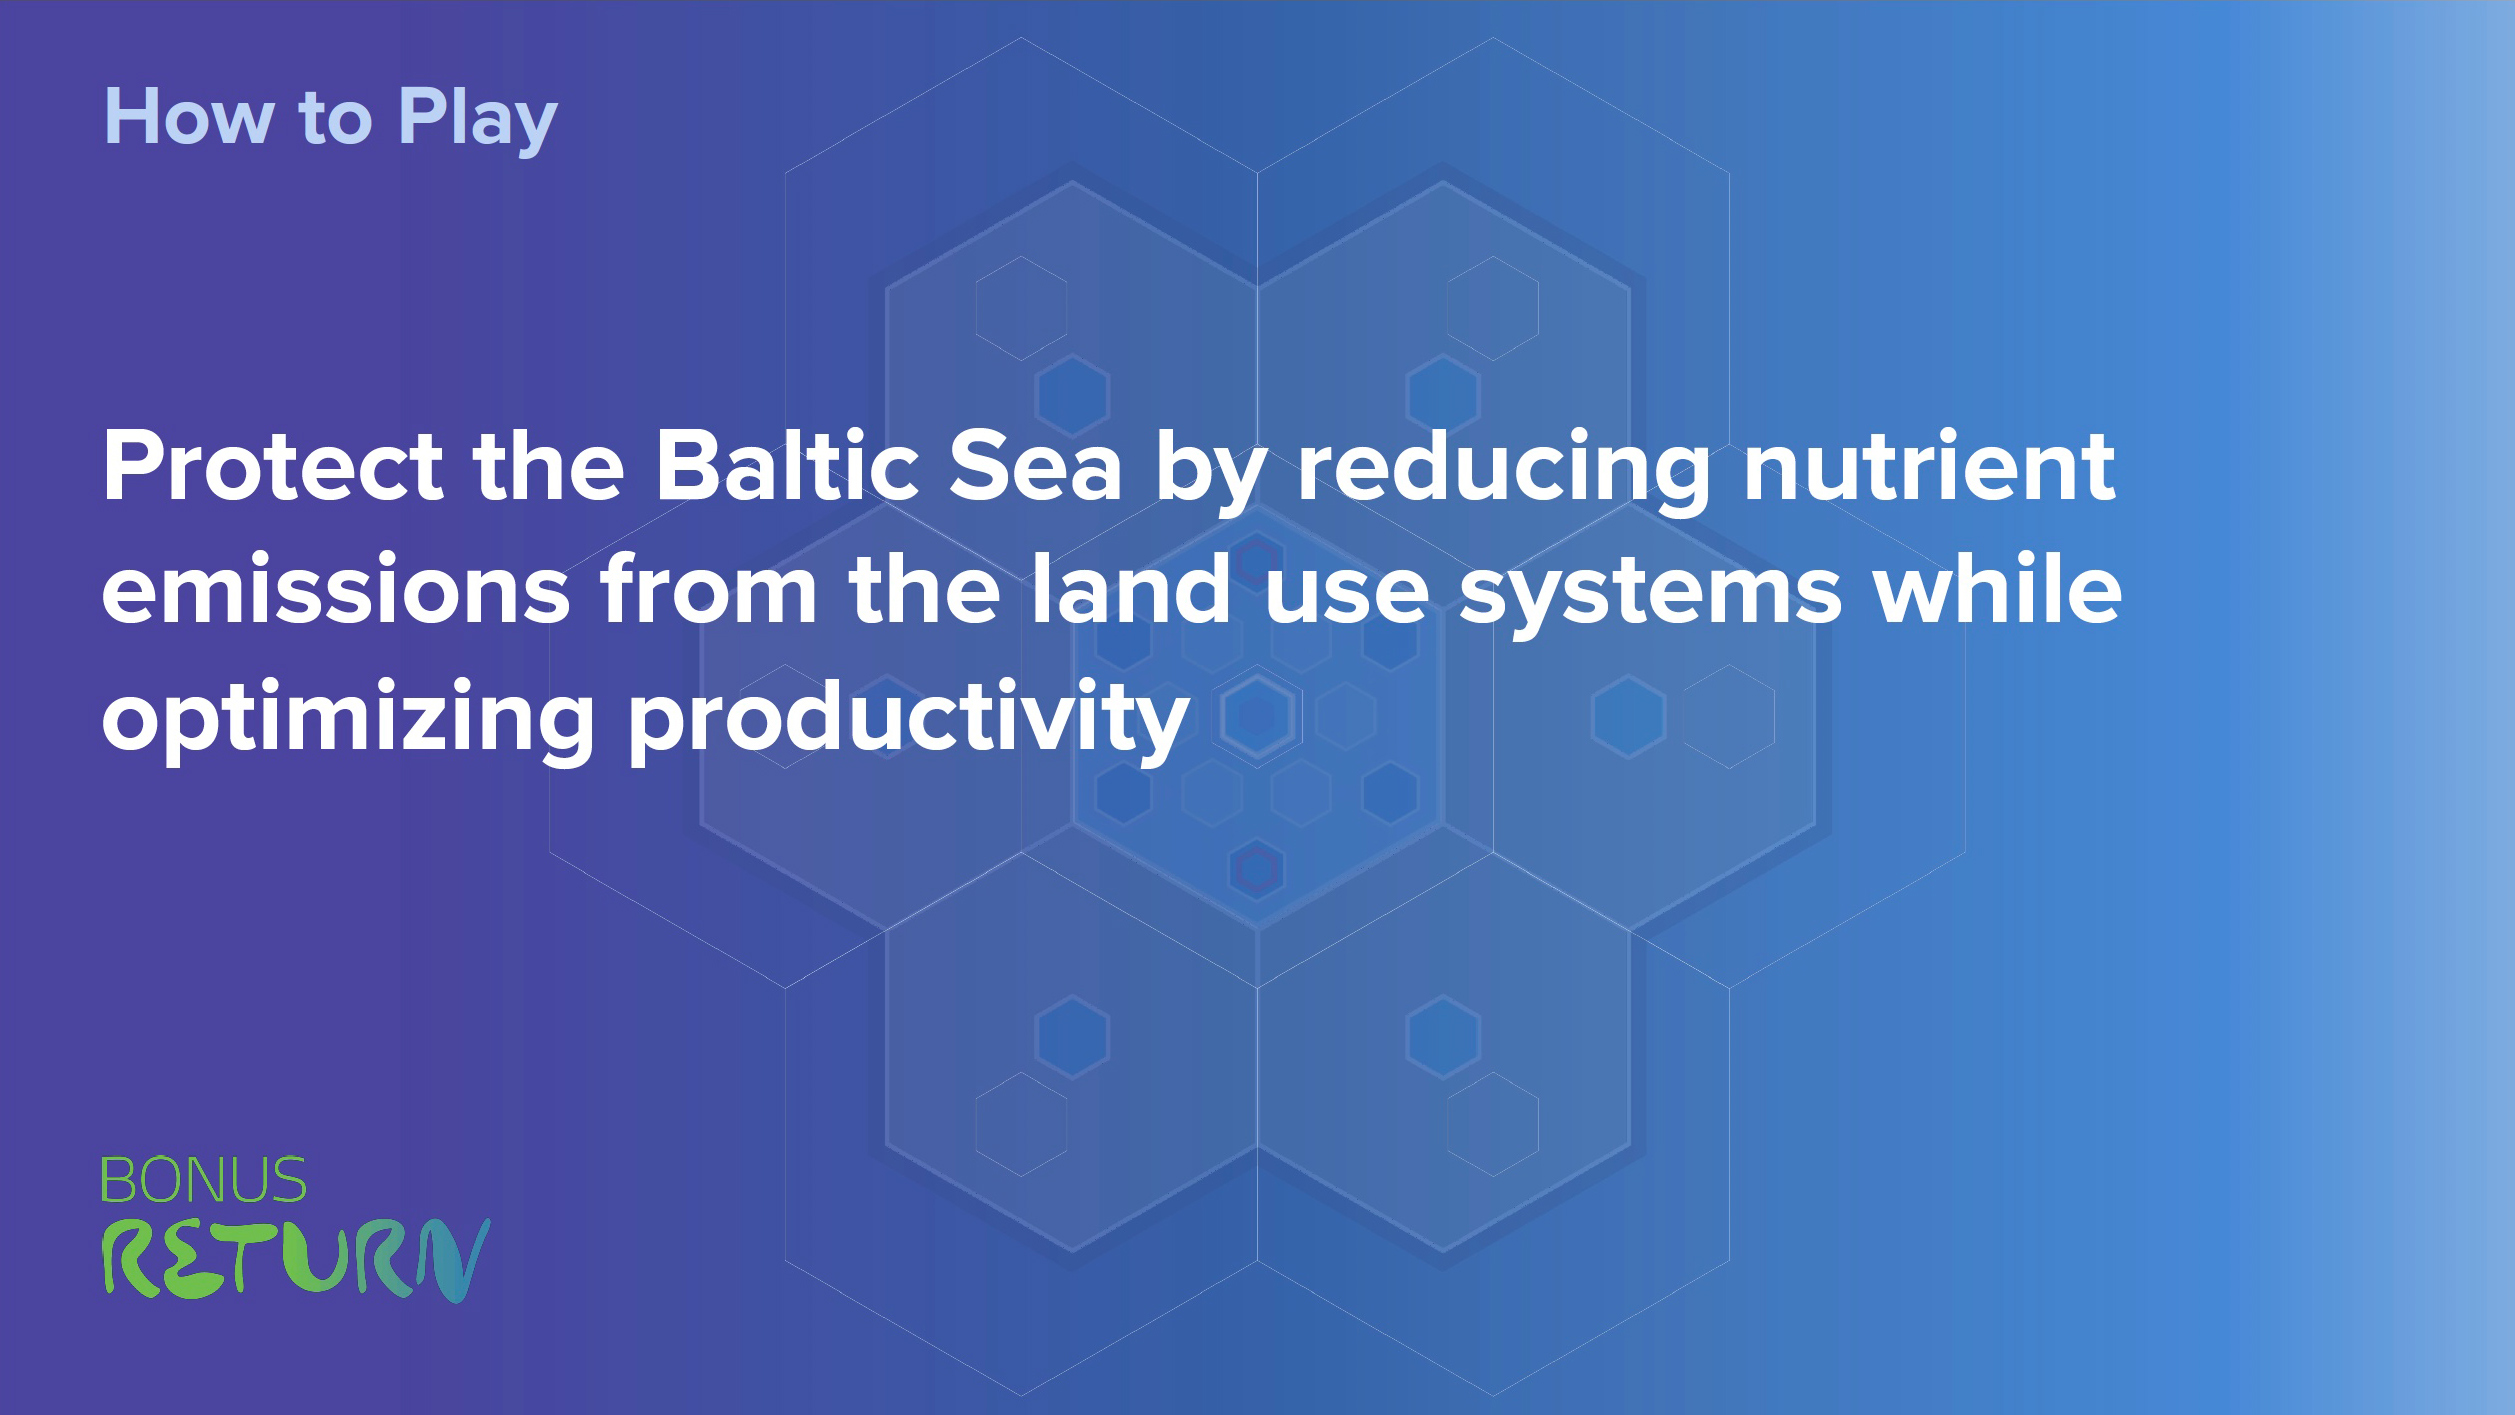 How to Play
Protect the Baltic Sea by reducing nutrient
emissions from the land use systems while
optimizing productivity
BONUS
RETURN